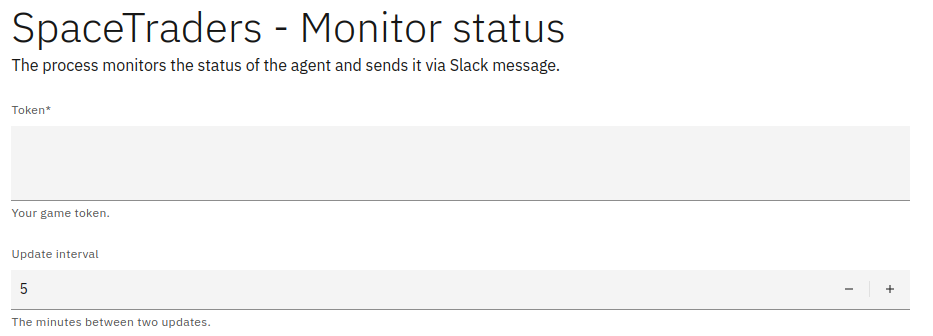 SpaceTraders - Monitor status
The process monitors the status of the agent and sends it via Slack message.
Token*
Your game token.
Update interval
5 − +
The minutes between two updates.